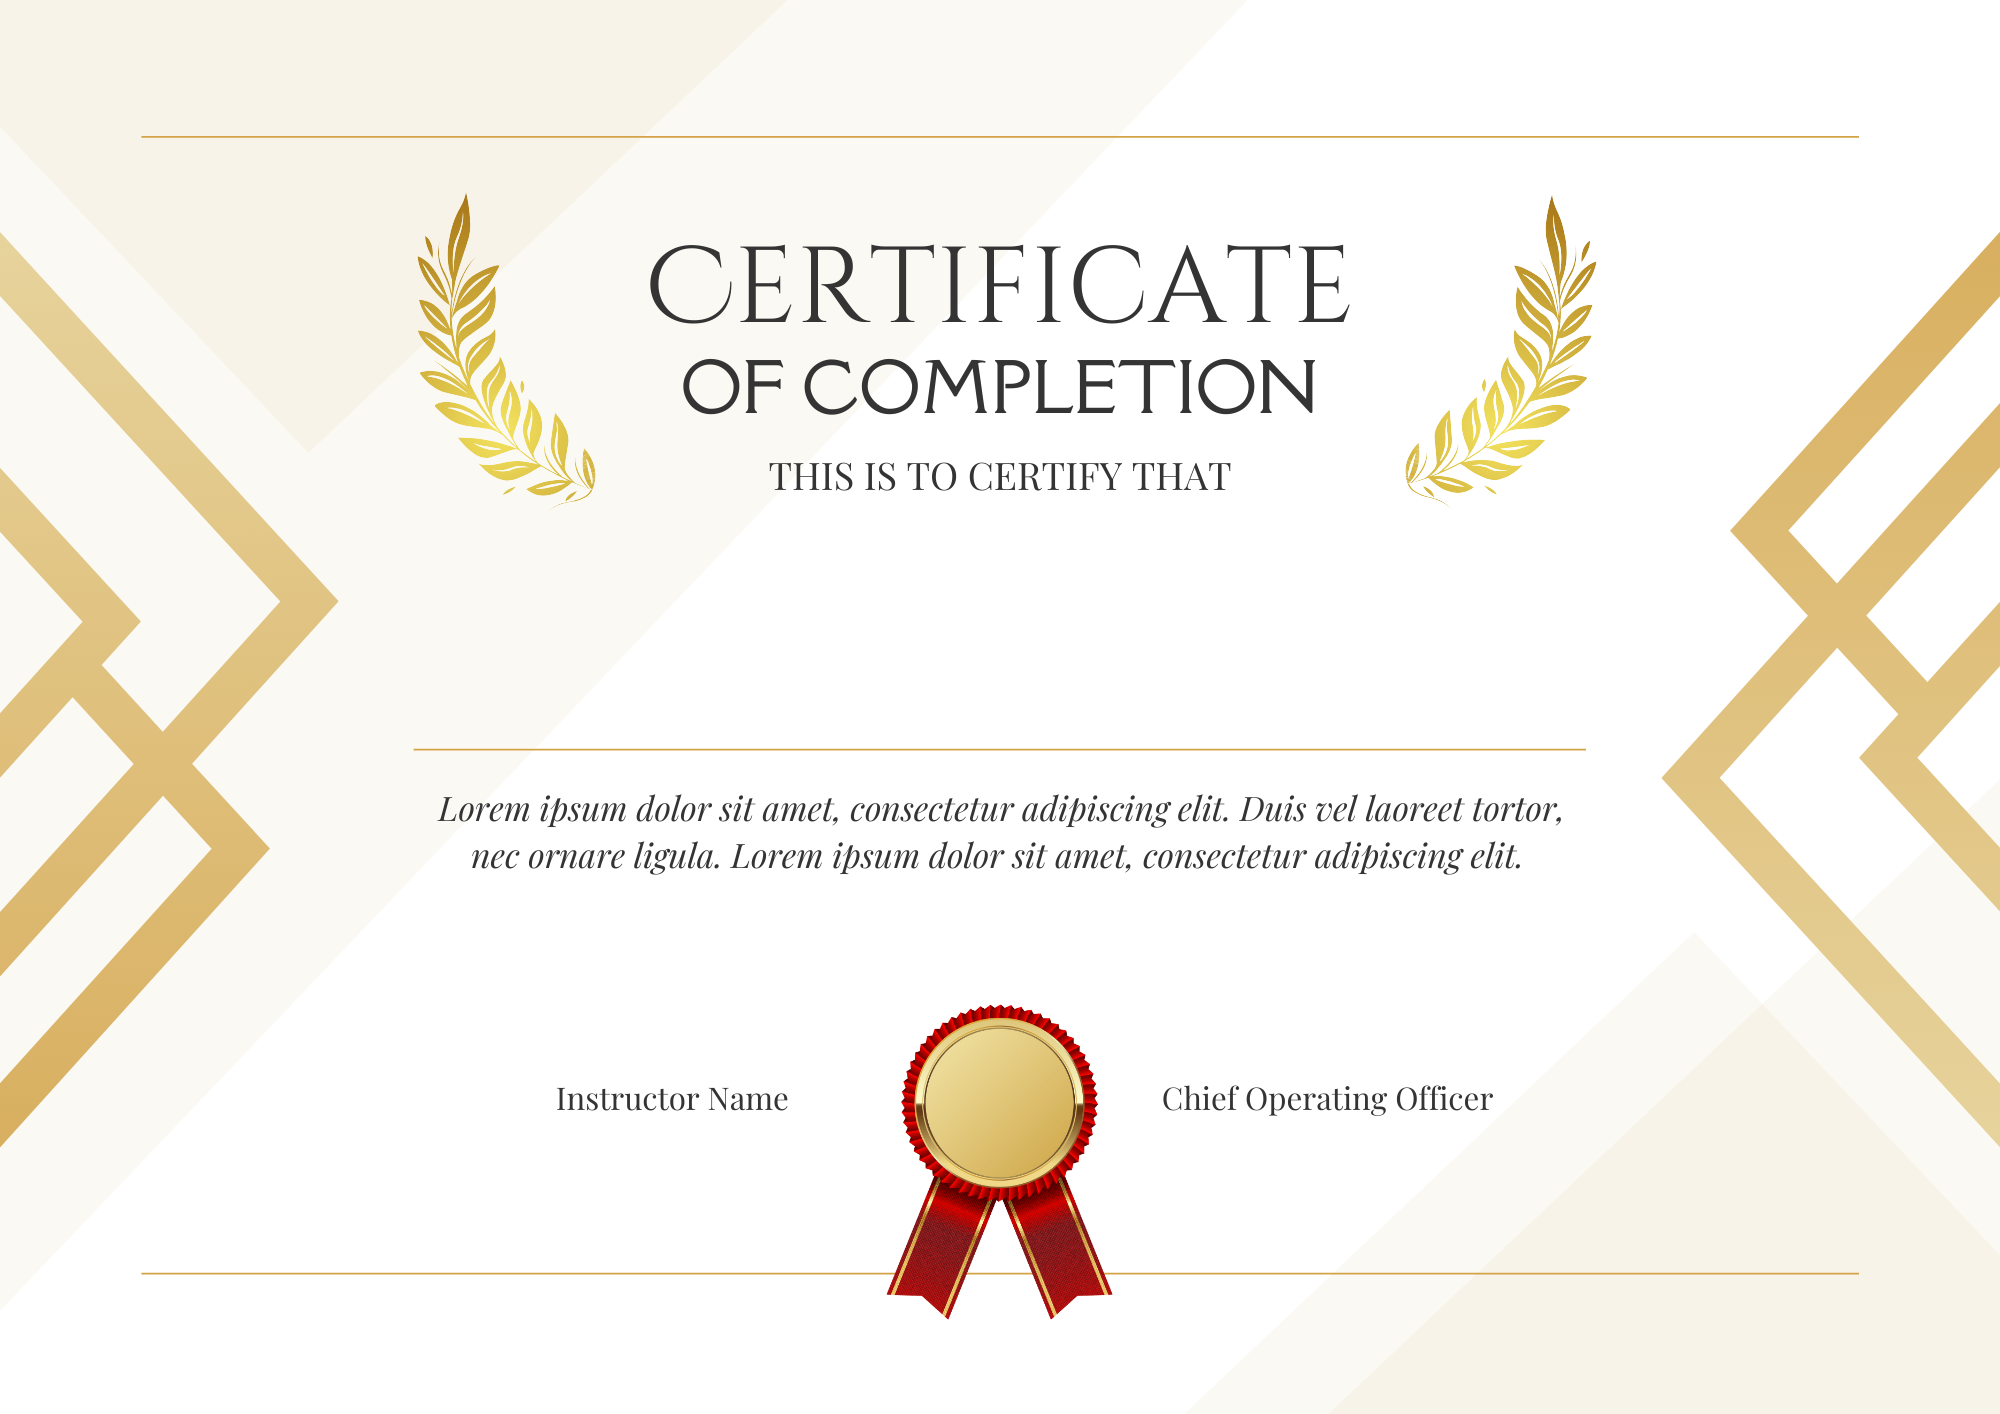 CERTIFICATE
OF COMPLETION
THIS IS TO CERTIFY THAT
Lorem ipsum dolor sit amet, consectetur adipiscing elit. Duis vel laoreet tortor,
nec ornare ligula. Lorem ipsum dolor sit amet, consectetur adipiscing elit.
Instructor Name
Chief Operating Officer